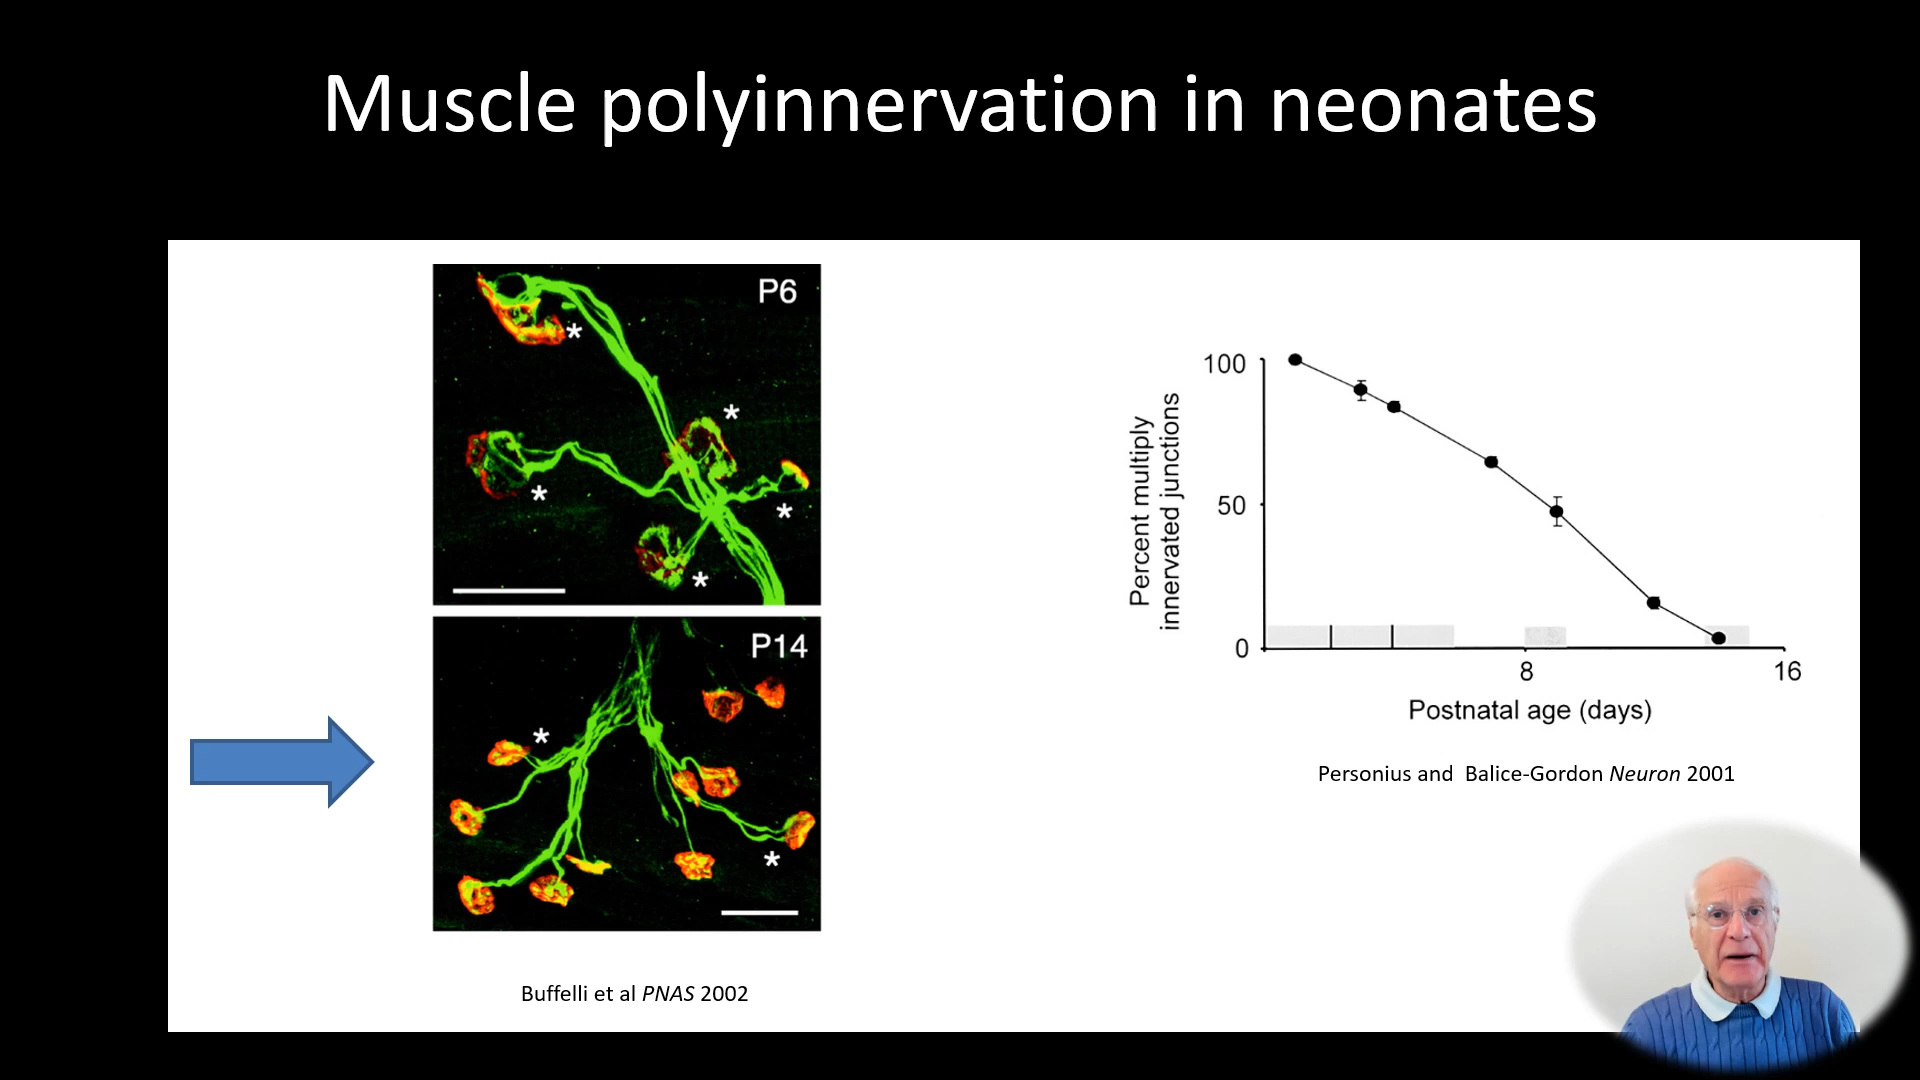 Muscle polyinnervation in neonates
P6
*
*
*
*
*
P14
*
*
Buffelli et al PNAS 2002
Percent multiply
innervated junctions
100
50
0
8
16
Postnatal age (days)
Personius and Balice-Gordon Neuron 2001